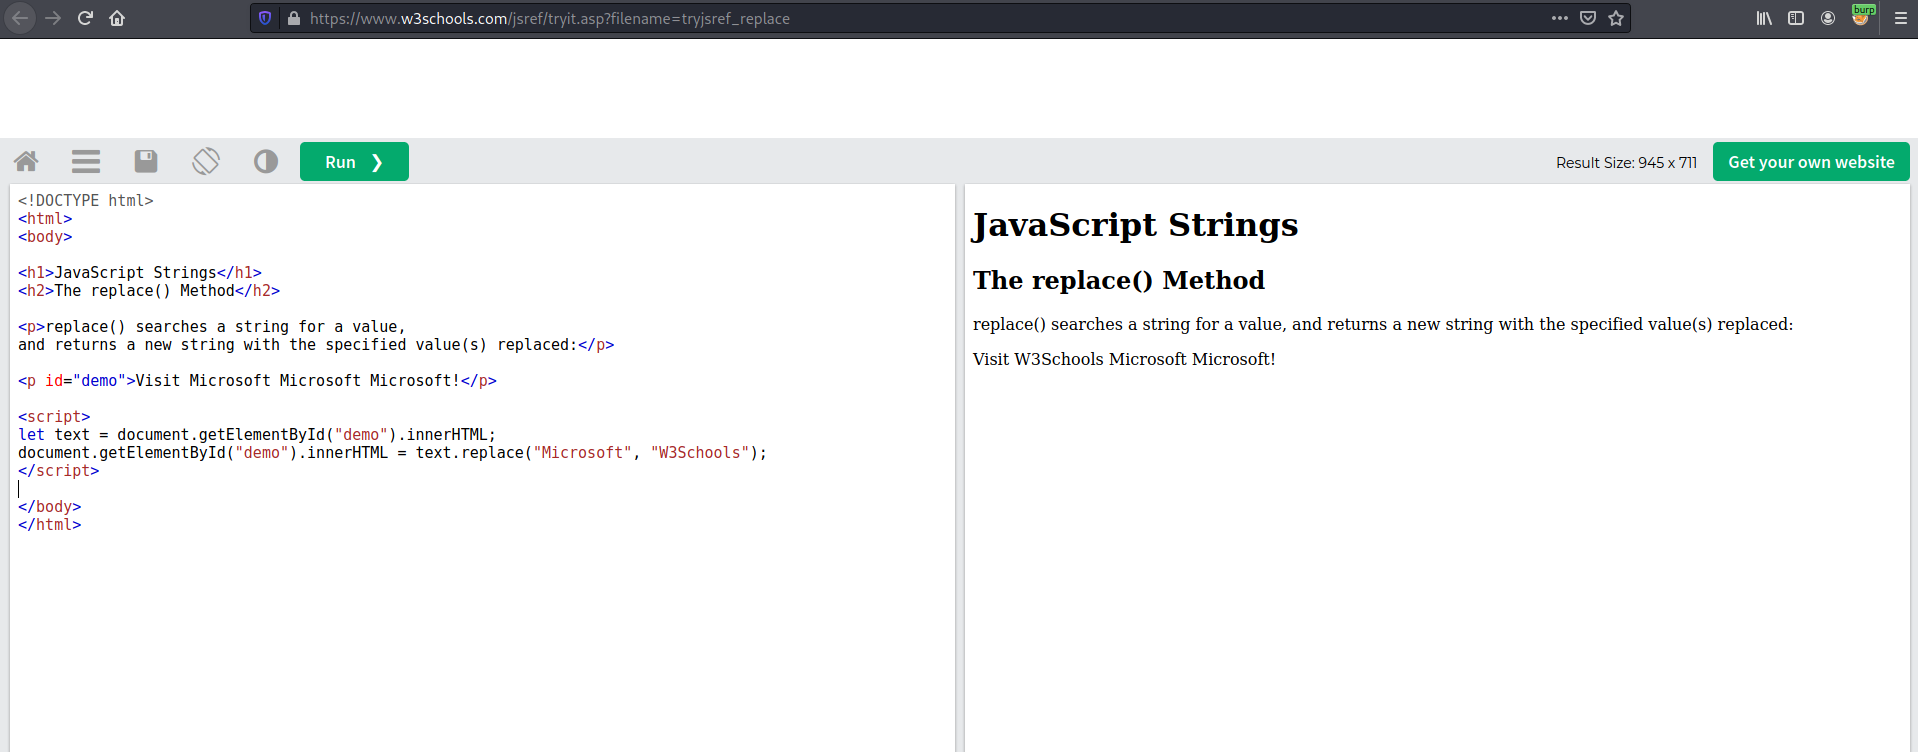 https://www.w3schools.com/jsref/tryit.asp?filename=tryjsref_replace
burp
Run ❯
Result Size: 945 x 711
Get your own website
<!DOCTYPE html>
<html>
<body>
<h1>JavaScript Strings</h1>
<h2>The replace() Method</h2>
<p>replace() searches a string for a value,
and returns a new string with the specified value(s) replaced:</p>
<p id="demo">Visit Microsoft Microsoft Microsoft!</p>
<script>
let text = document.getElementById("demo").innerHTML;
document.getElementById("demo").innerHTML = text.replace("Microsoft", "W3Schools");
</script>
</body>
</html>
JavaScript Strings
The replace() Method
replace() searches a string for a value, and returns a new string with the specified value(s) replaced:
Visit W3Schools Microsoft Microsoft!